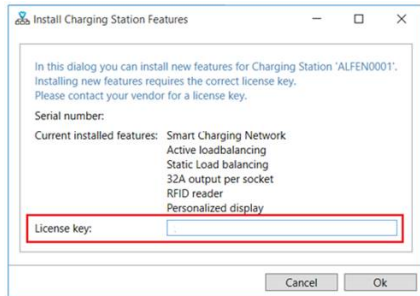 Install Charging Station Features
In this dialog you can install new features for Charging Station 'ALFEN0001'.
Installing new features requires the correct license key.
Please contact your vendor for a license key.
Serial number:
Current installed features: Smart Charging Network
Active loadbalancing
Static Load balancing
32A output per socket
RFID reader
Personalized display
License key:
Cancel Ok